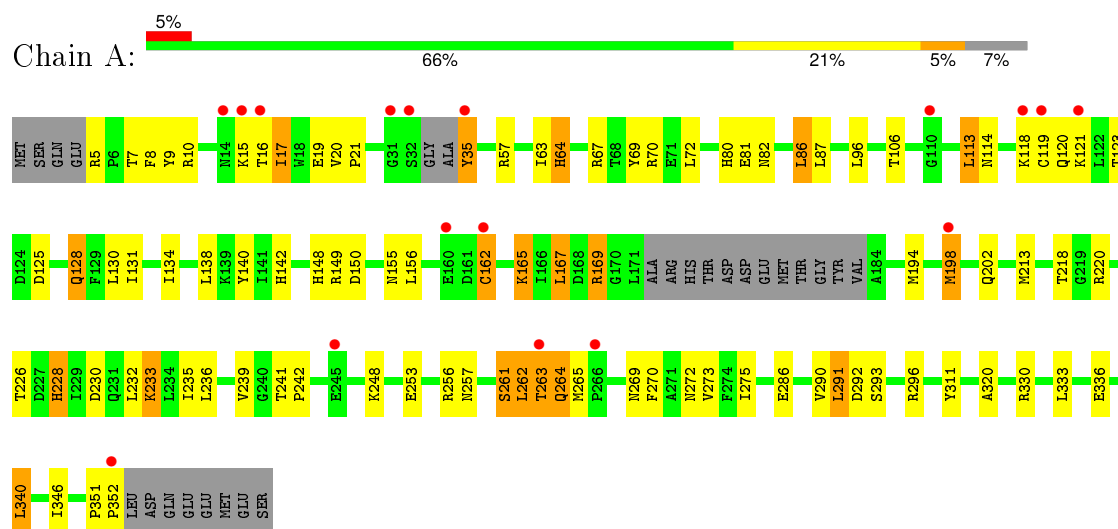 5%
Chain A:
66% 21% 5% 7%
MET SER GLN GLU R5 P6 T7 F8 Y9 R10 N14 K15 T16 I17 W18 E19 V20 P21 G31 S32 GLY ALA Y35 R57 I63 H64 R67 T68 Y69 R70 E71 L72 H80 E81 N82 L86 L87 L96 T106 G110 L113 N114 K118 C119 Q120 K121 L122 T123
D124 D125 Q128 F129 L130 I131 I134 L138 K139 Y140 I141 H142 H148 R149 D150 N155 L156 E160 D161 C162 K165 I166 L167 D168 R169 G170 L171 ALA ARG HIS THR ASP ASP GLU MET THR GLY TYR VAL A184 M194 M198 Q202 M213 T218 G219 R220
T226 D227 H228 I229 D230 Q231 L232 K233 L234 I235 L236 V239 G240 T241 P242 E245 K248 E253 R256 N257 S261 L262 T263 Q264 M265 P266 N269 F270 A271 N272 V273 F274 I275 E286 V290 L291 D292 S293 R296 Y311 A320 R330 L333 E336
L340 I346 P351 P352 LEU ASP GLN GLU GLU MET GLU SER